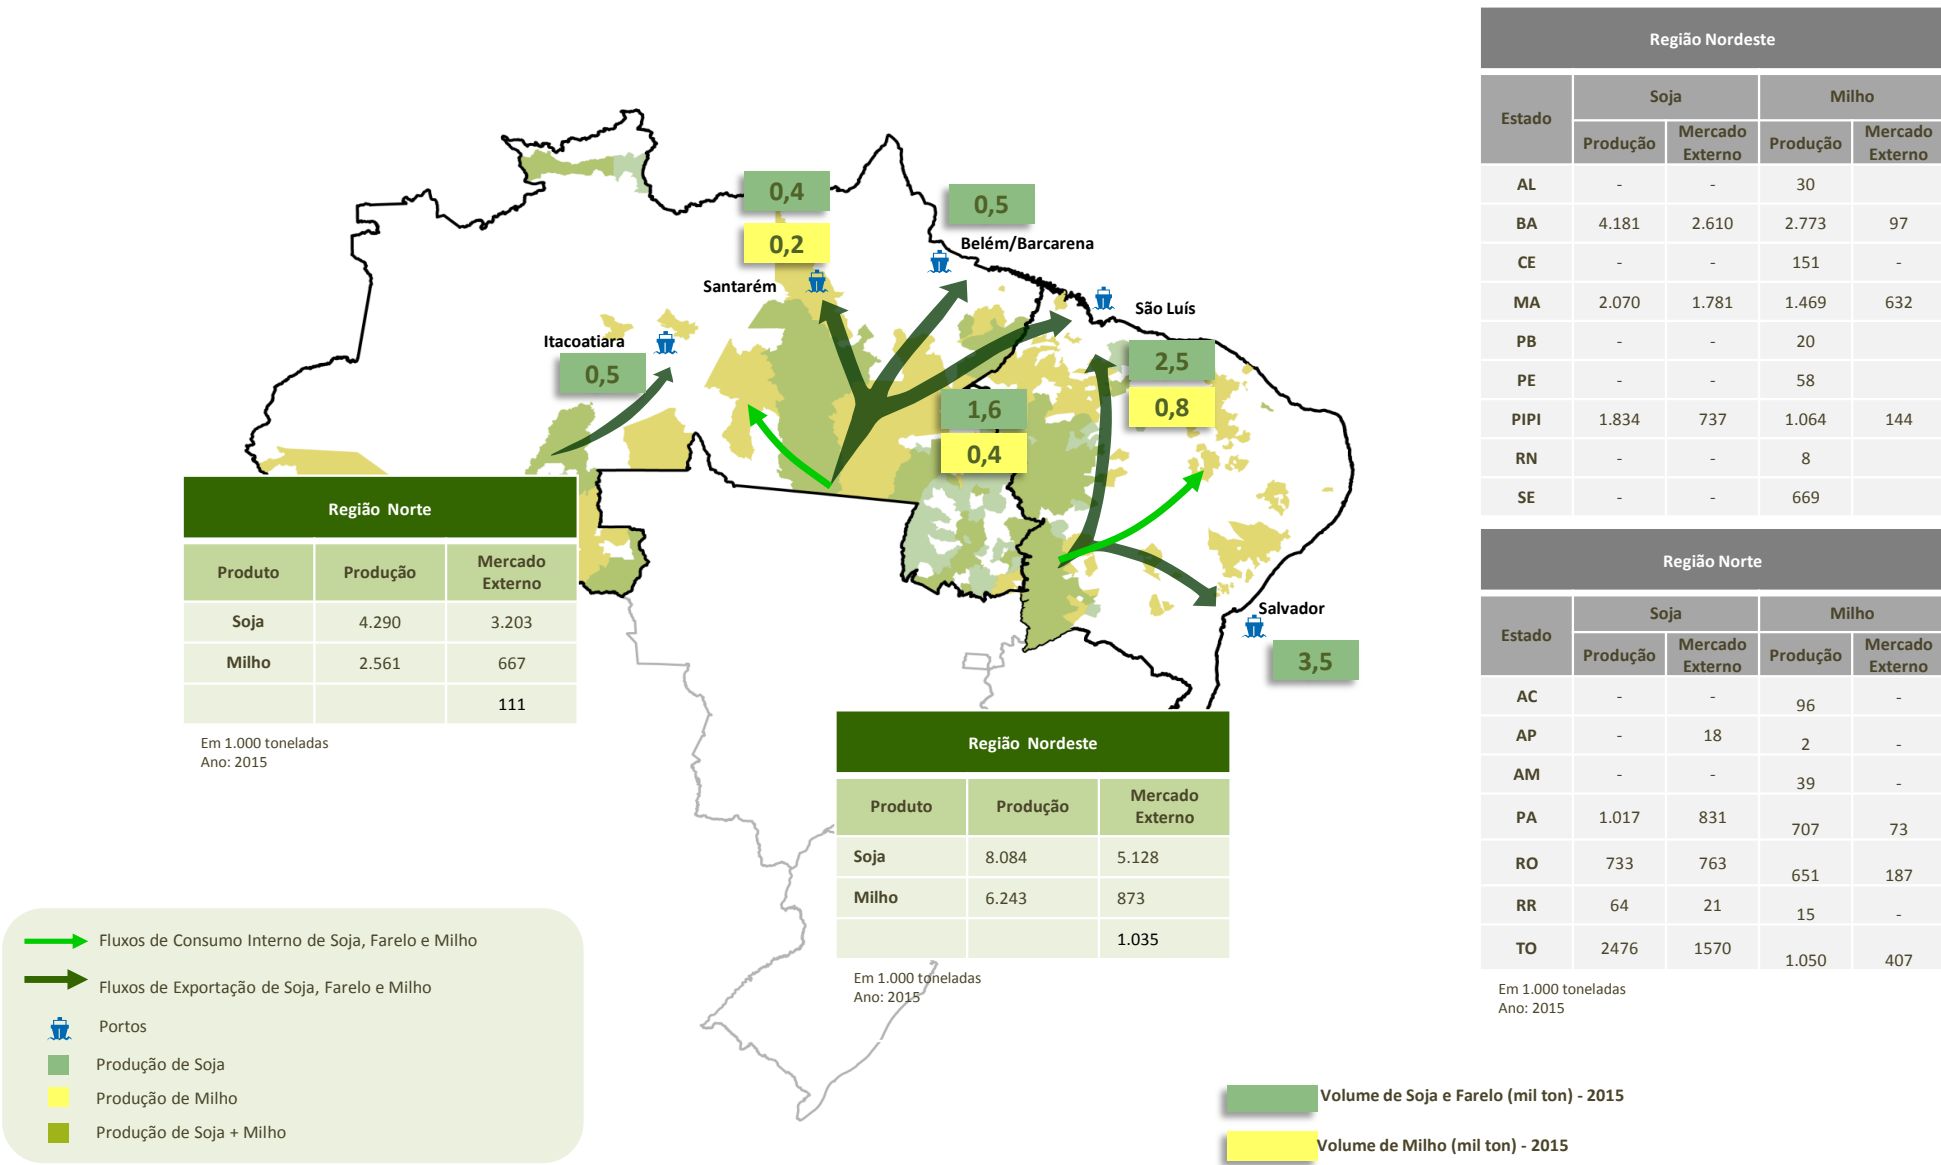 0,4
0,2
Santarém
0,5
Belém/Barcarena
São Luís
Itacoatiara
0,5
2,5
0,8
1,6
0,4
Salvador
3,5
Região Norte
Produto Produção Mercado Externo
Soja 4.290 3.203
Milho 2.561 667
111
Em 1.000 toneladas
Ano: 2015
Região Nordeste
Produto Produção Mercado Externo
Soja 8.084 5.128
Milho 6.243 873
1.035
Em 1.000 toneladas
Ano: 2015
Fluxos de Consumo Interno de Soja, Farelo e Milho
Fluxos de Exportação de Soja, Farelo e Milho
Portos
Produção de Soja
Produção de Milho
Produção de Soja + Milho
Região Nordeste
Estado Soja Milho
Produção Mercado Externo Produção Mercado Externo
AL - - 30
BA 4.181 2.610 2.773 97
CE - - 151 -
MA 2.070 1.781 1.469 632
PB - - 20
PE - - 58
PIPI 1.834 737 1.064 144
RN - - 8
SE - - 669
Região Norte
Estado Soja Milho
Produção Mercado Externo Produção Mercado Externo
AC - - 96 -
AP - 18 2 -
AM - - 39 -
PA 1.017 831 707 73
RO 733 763 651 187
RR 64 21 15 -
TO 2476 1570 1.050 407
Em 1.000 toneladas
Ano: 2015
Volume de Soja e Farelo (mil ton) - 2015
Volume de Milho (mil ton) - 2015